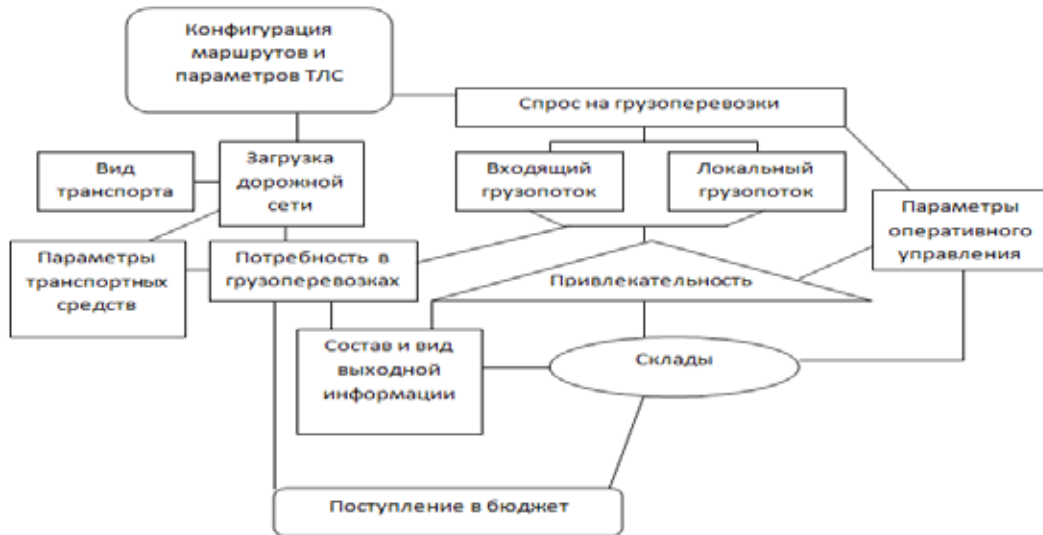 Конфигурация
маршрутов и
параметров ТЛС
Спрос на грузоперевозки
Вид
транспорта
Загрузка
дорожной
сети
Входящий
грузопоток
Локальный
грузопоток
Параметры
оперативного
управления
Параметры
транспортных
средств
Потребность в
грузоперевозках
Привлекательность
Состав и вид
выходной
информации
Склады
Поступление в бюджет